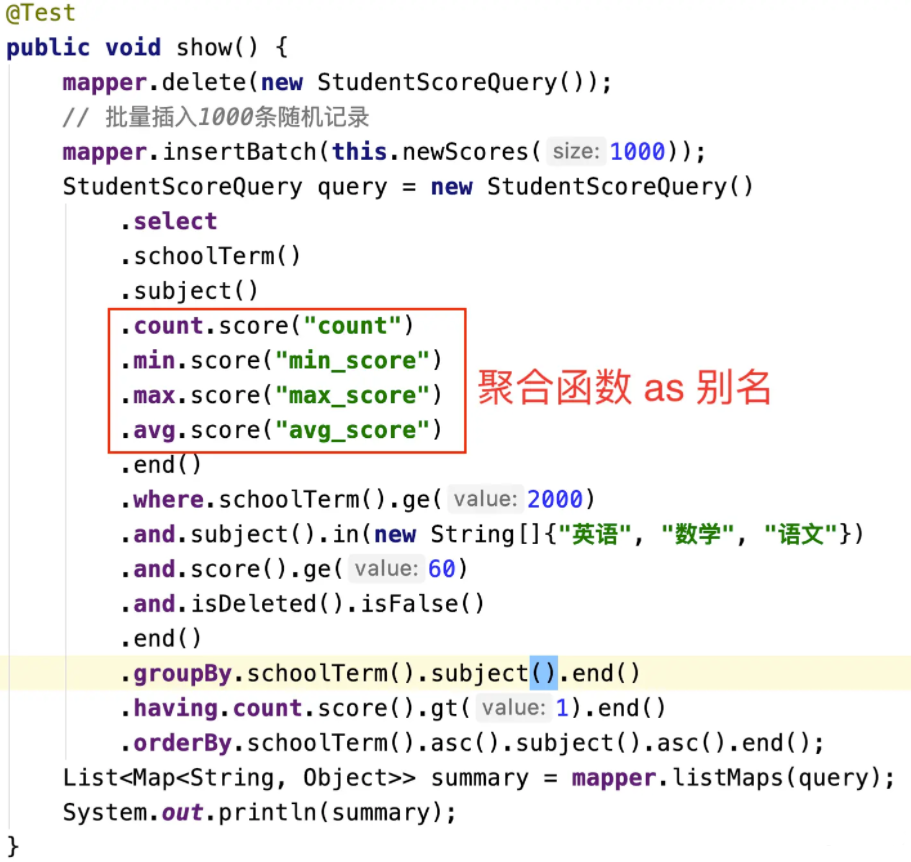 @Test
public void show() {
    mapper.delete(new StudentScoreQuery());
    // 批量插入1000条随机记录
    mapper.insertBatch(this.newScores( size: 1000));
    StudentScoreQuery query = new StudentScoreQuery()
        .select
        .schoolTerm()
        .subject()
        .count.score("count")
        .min.score("min_score")
        .max.score("max_score")
        .avg.score("avg_score")
聚合函数 as 别名
        .end()
        .where.schoolTerm().ge( value: 2000)
        .and.subject().in(new String[]{"英语", "数学", "语文"})
        .and.score().ge( value: 60)
        .and.isDeleted().isFalse()
        .end()
        .groupBy.schoolTerm().subject().end()
        .having.count.score().gt( value: 1).end()
        .orderBy.schoolTerm().asc().subject().asc().end();
    List<Map<String, Object>> summary = mapper.listMaps(query);
    System.out.println(summary);
}